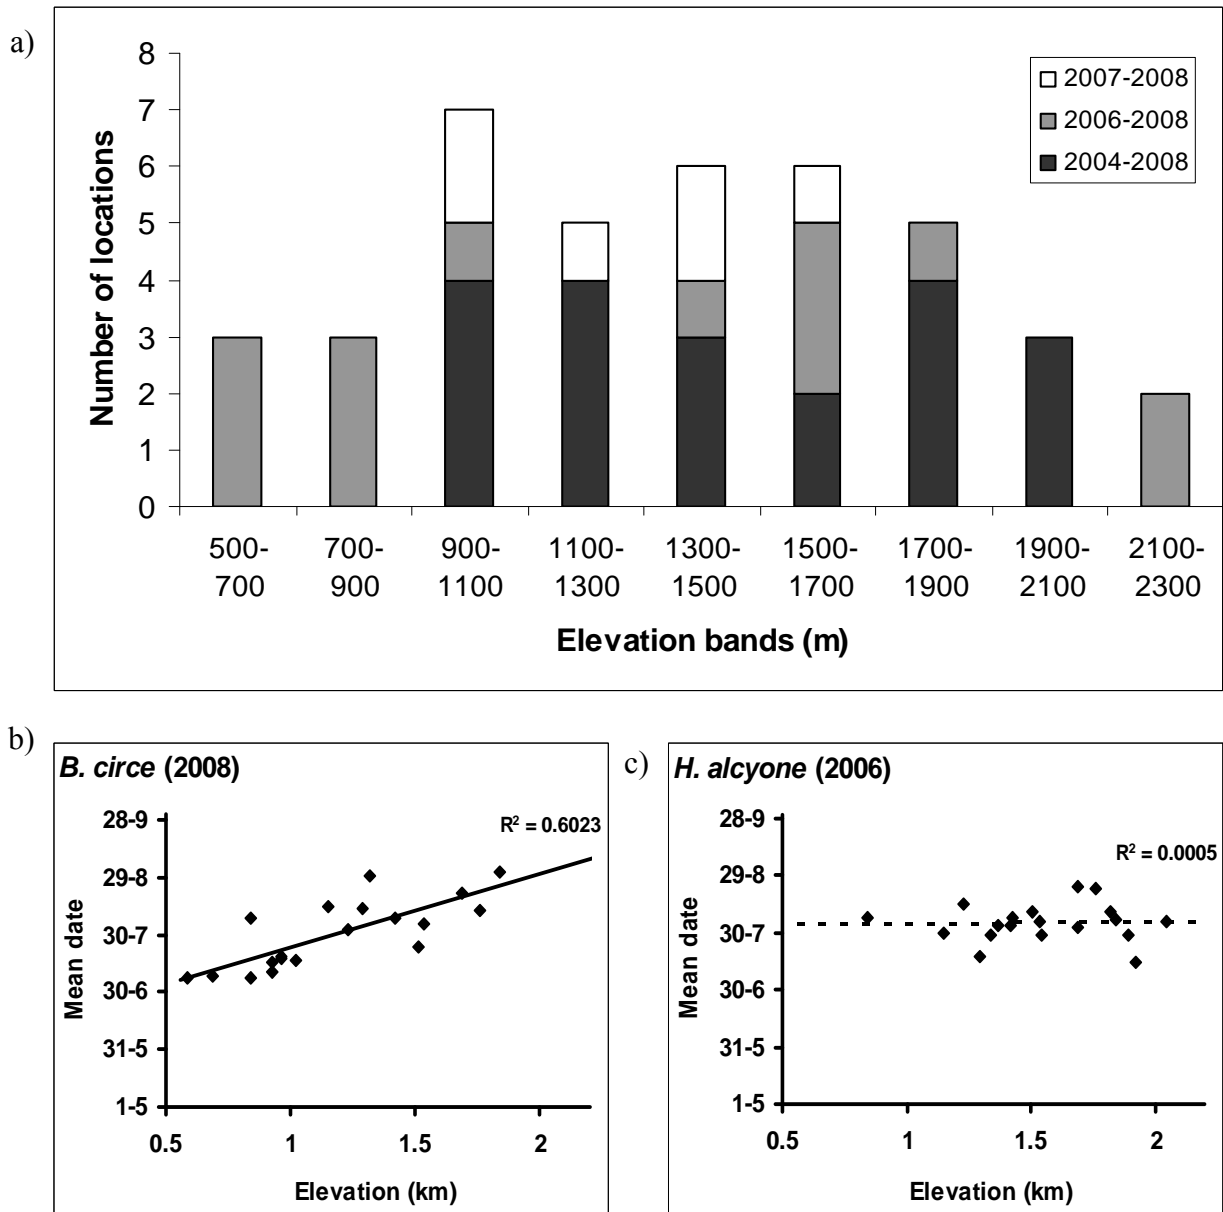 a)
8
7
6
5
4
3
2
1
0
Number of locations
2007-2008
2006-2008
2004-2008
500-700
700-900
900-1100
1100-1300
1300-1500
1500-1700
1700-1900
1900-2100
2100-2300
Elevation bands (m)
b)
B. circe (2008)
R² = 0.6023
28-9
29-8
30-7
30-6
31-5
1-5
Mean date
0.5 1 1.5 2
Elevation (km)
c)
H. alcyone (2006)
R² = 0.0005
28-9
29-8
30-7
30-6
31-5
1-5
Mean date
0.5 1 1.5 2
Elevation (km)